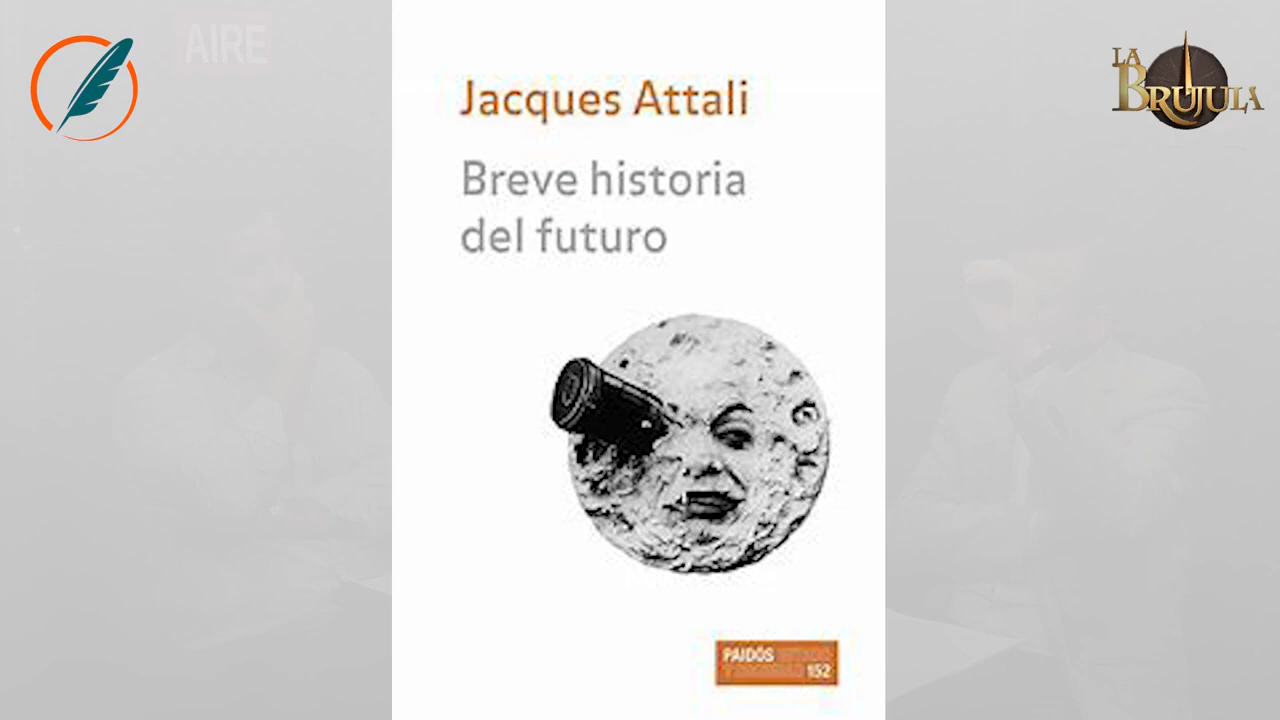 AIRE
LA
BRUJULA
Jacques Attali
Breve historia
del futuro
PAIDÓS
152